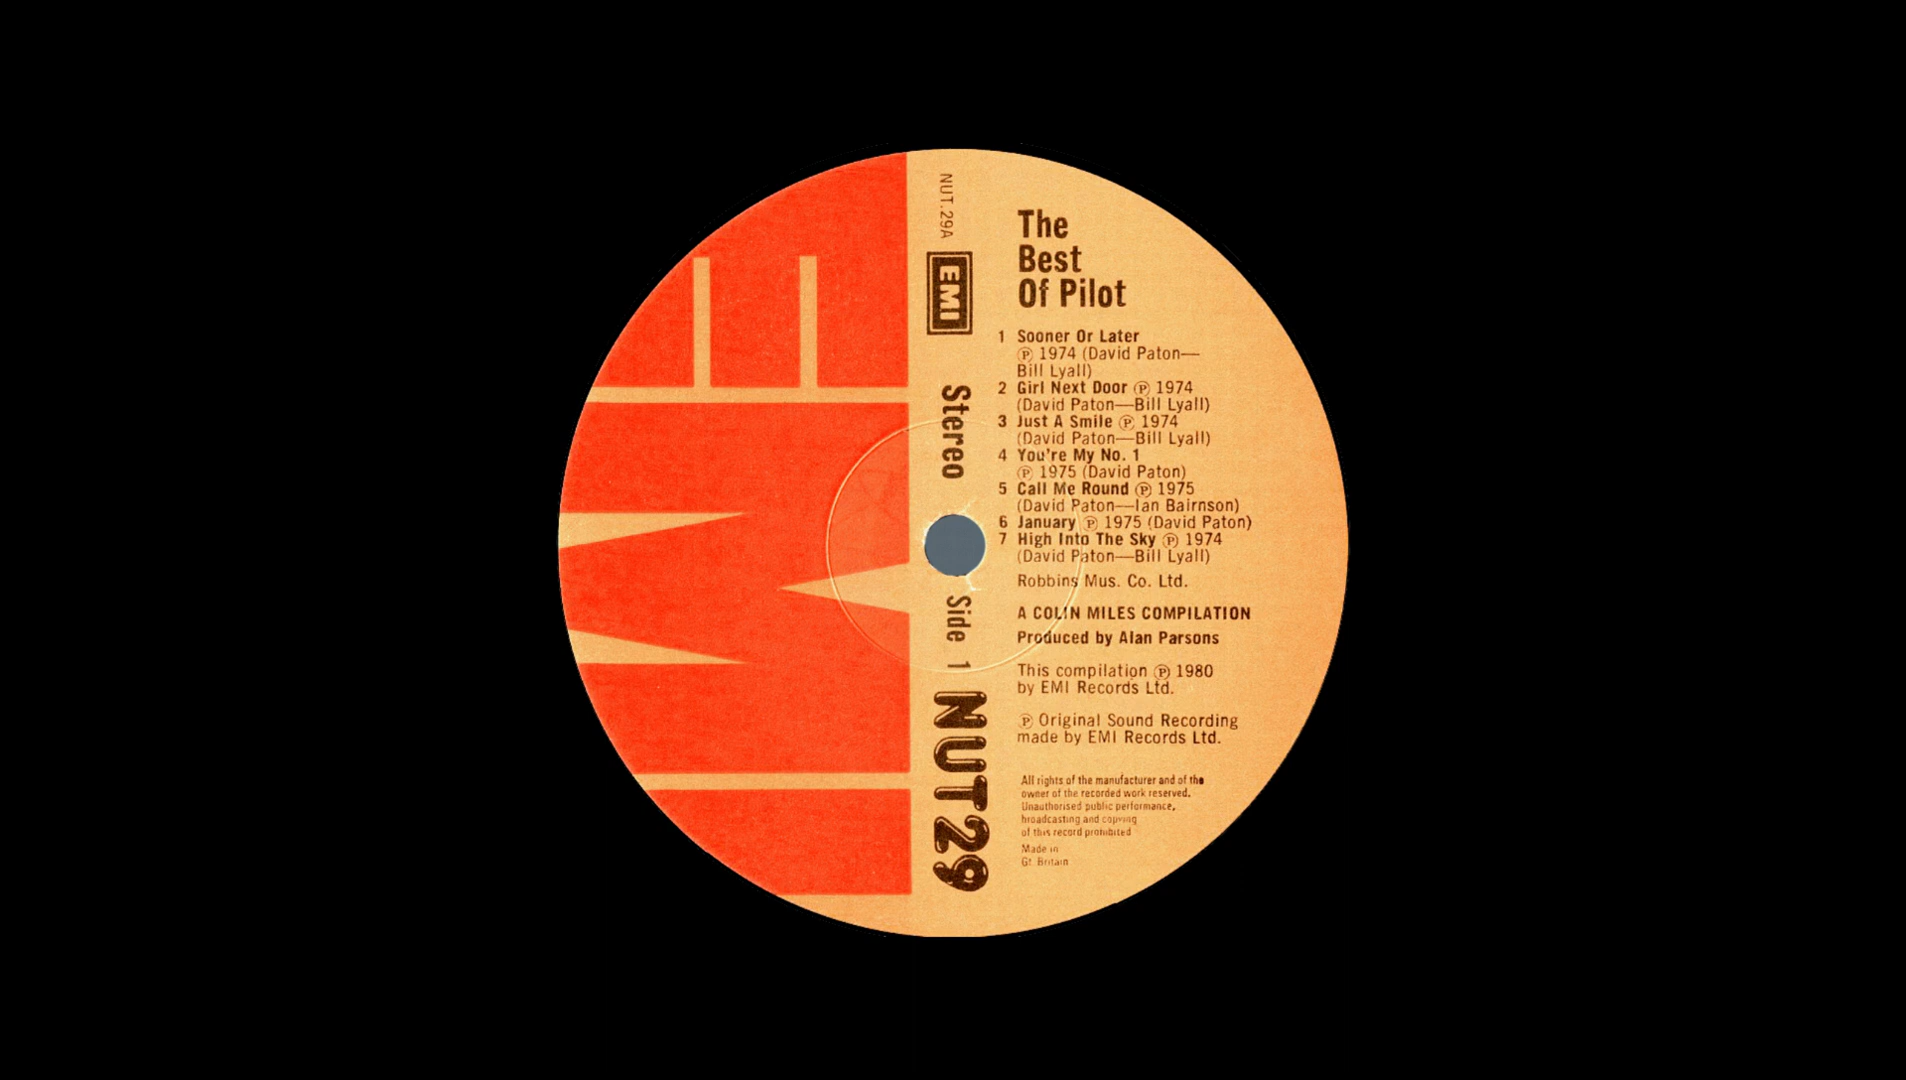 NUT.29A
EMI
Stereo
Side 1
NUT 29
EMI
The
Best
Of Pilot
1 Sooner Or Later
℗ 1974 (David Paton—
Bill Lyall)
2 Girl Next Door ℗ 1974
(David Paton—Bill Lyall)
3 Just A Smile ℗ 1974
(David Paton—Bill Lyall)
4 You're My No. 1
℗ 1975 (David Paton)
5 Call Me Round ℗ 1975
(David Paton—Ian Bairnson)
6 January ℗ 1975 (David Paton)
7 High Into The Sky ℗ 1974
(David Paton—Bill Lyall)
Robbins Mus. Co. Ltd.
A COLIN MILES COMPILATION
Produced by Alan Parsons
This compilation ℗ 1980
by EMI Records Ltd.
℗ Original Sound Recording
made by EMI Records Ltd.
All rights of the manufacturer and of the
owner of the recorded work reserved.
Unauthorised public performance,
broadcasting and copying
of this record prohibited
Made in
Gt. Britain